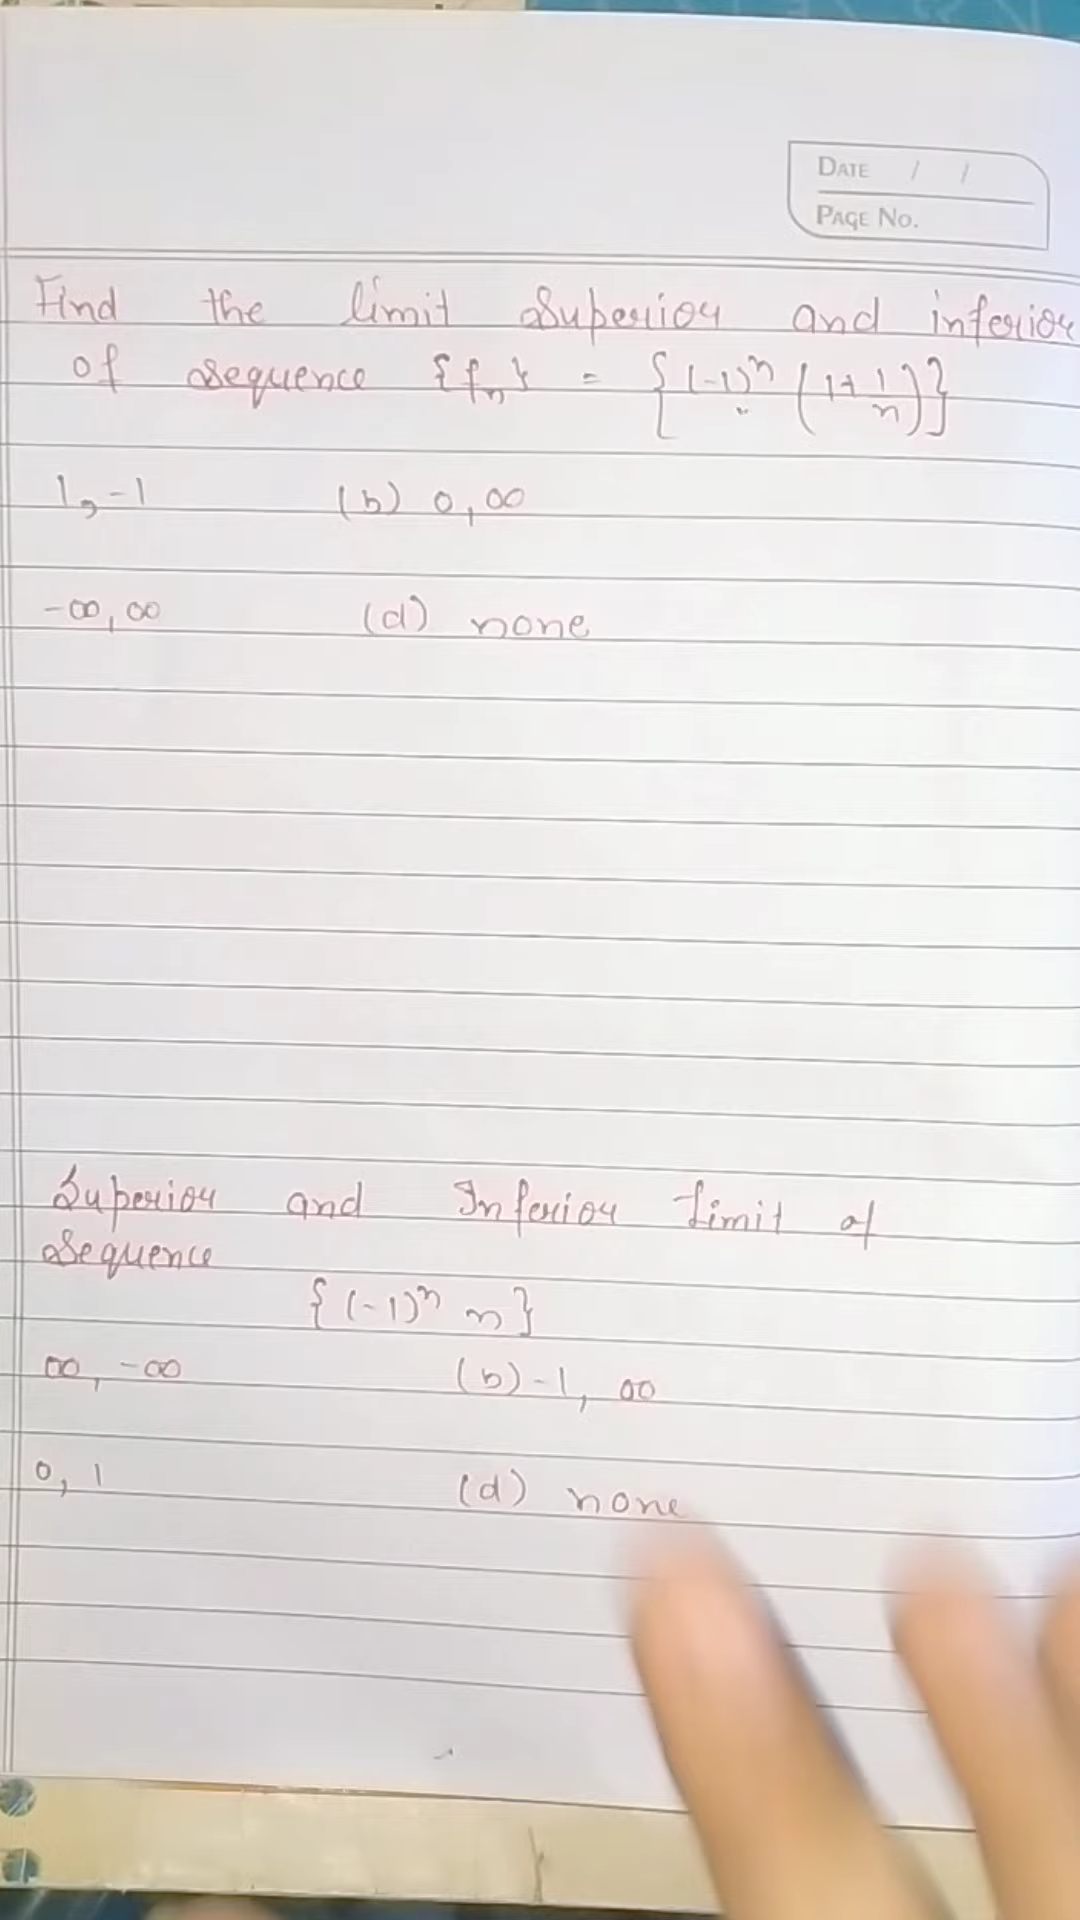 DATE / /
PAGE NO.
Find the limit Superior and inferior
of sequence {fn} = {(-1)ⁿ (1+1/n)}
1, -1 (b) 0, ∞
-∞, ∞ (d) none
Superior and Inferior limit of
Sequence
{(-1)ⁿ n}
∞, -∞ (b) -1, ∞
0, 1 (d) none